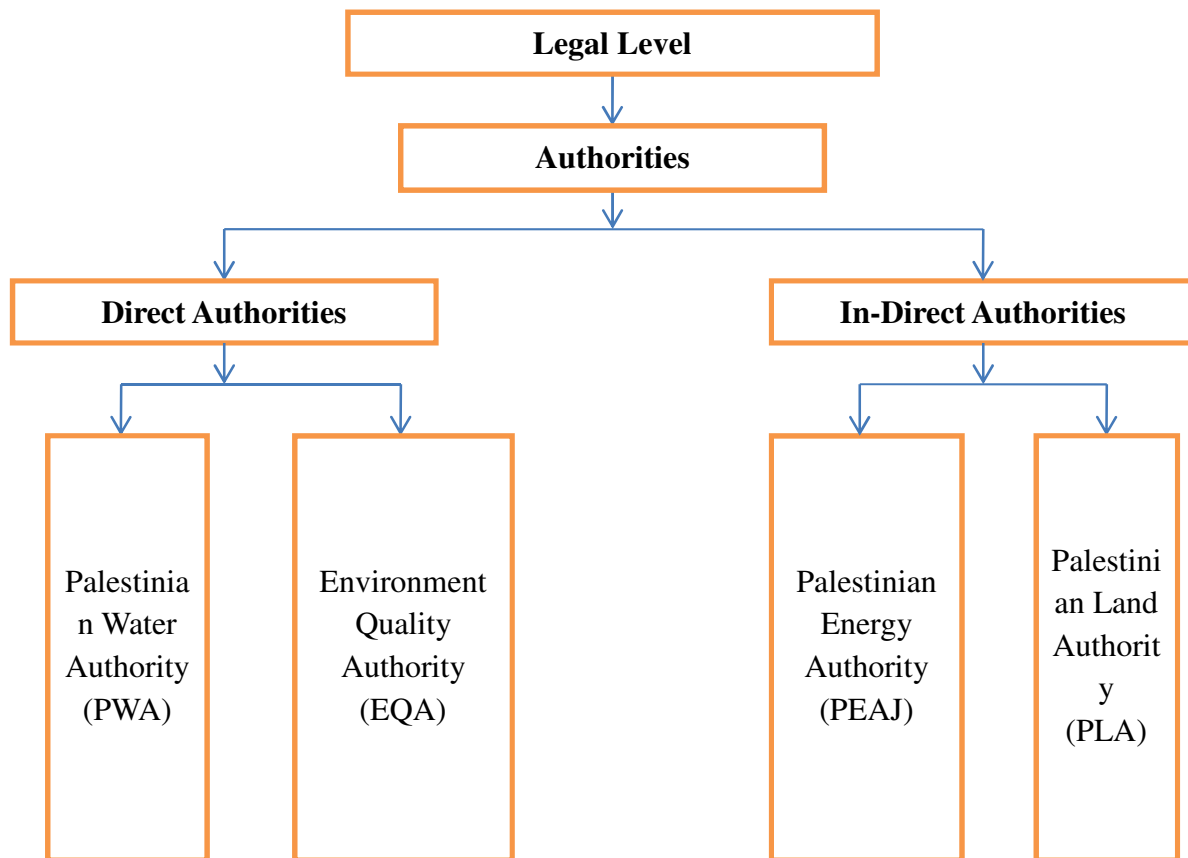 Legal Level
Authorities
Direct Authorities
In-Direct Authorities
Palestinia
n Water
Authority
(PWA)
Environment
Quality
Authority
(EQA)
Palestinian
Energy
Authority
(PEAJ)
Palestini
an Land
Authorit
y
(PLA)